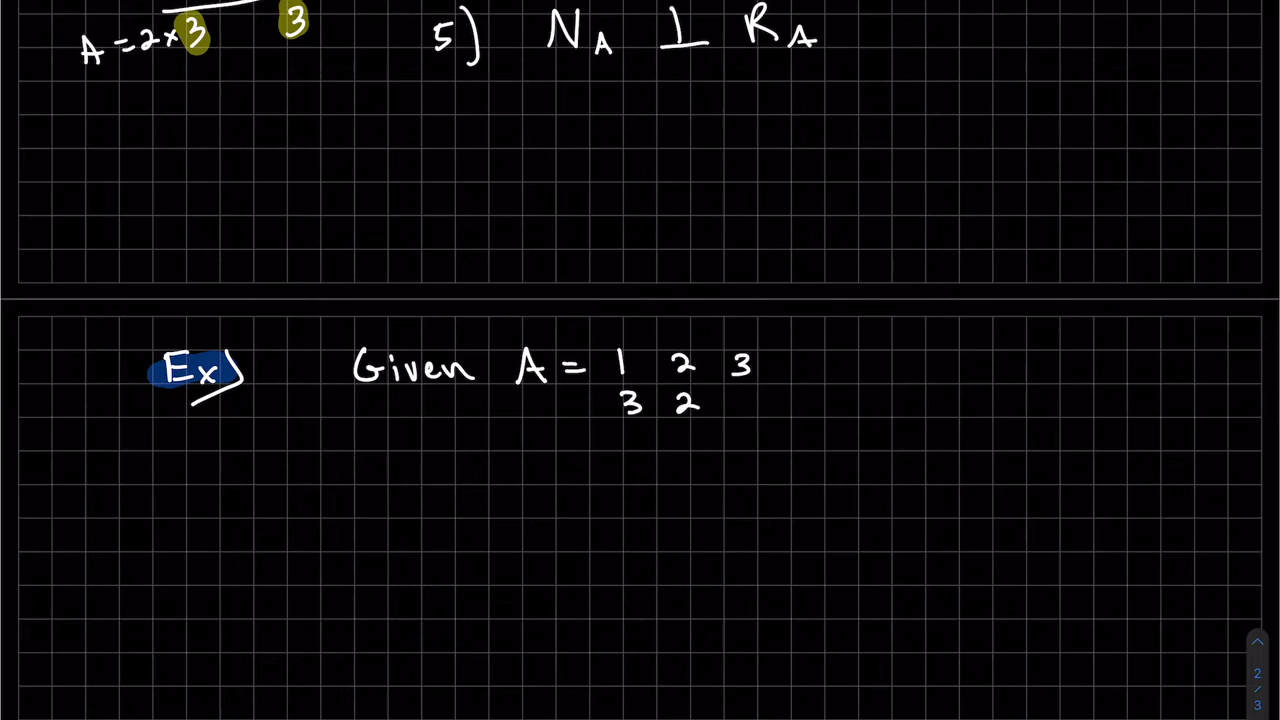 A = 2 x 3 3
5) N_A ⊥ R_A
Ex) Given A = 1 2 3
3 2
2 / 3